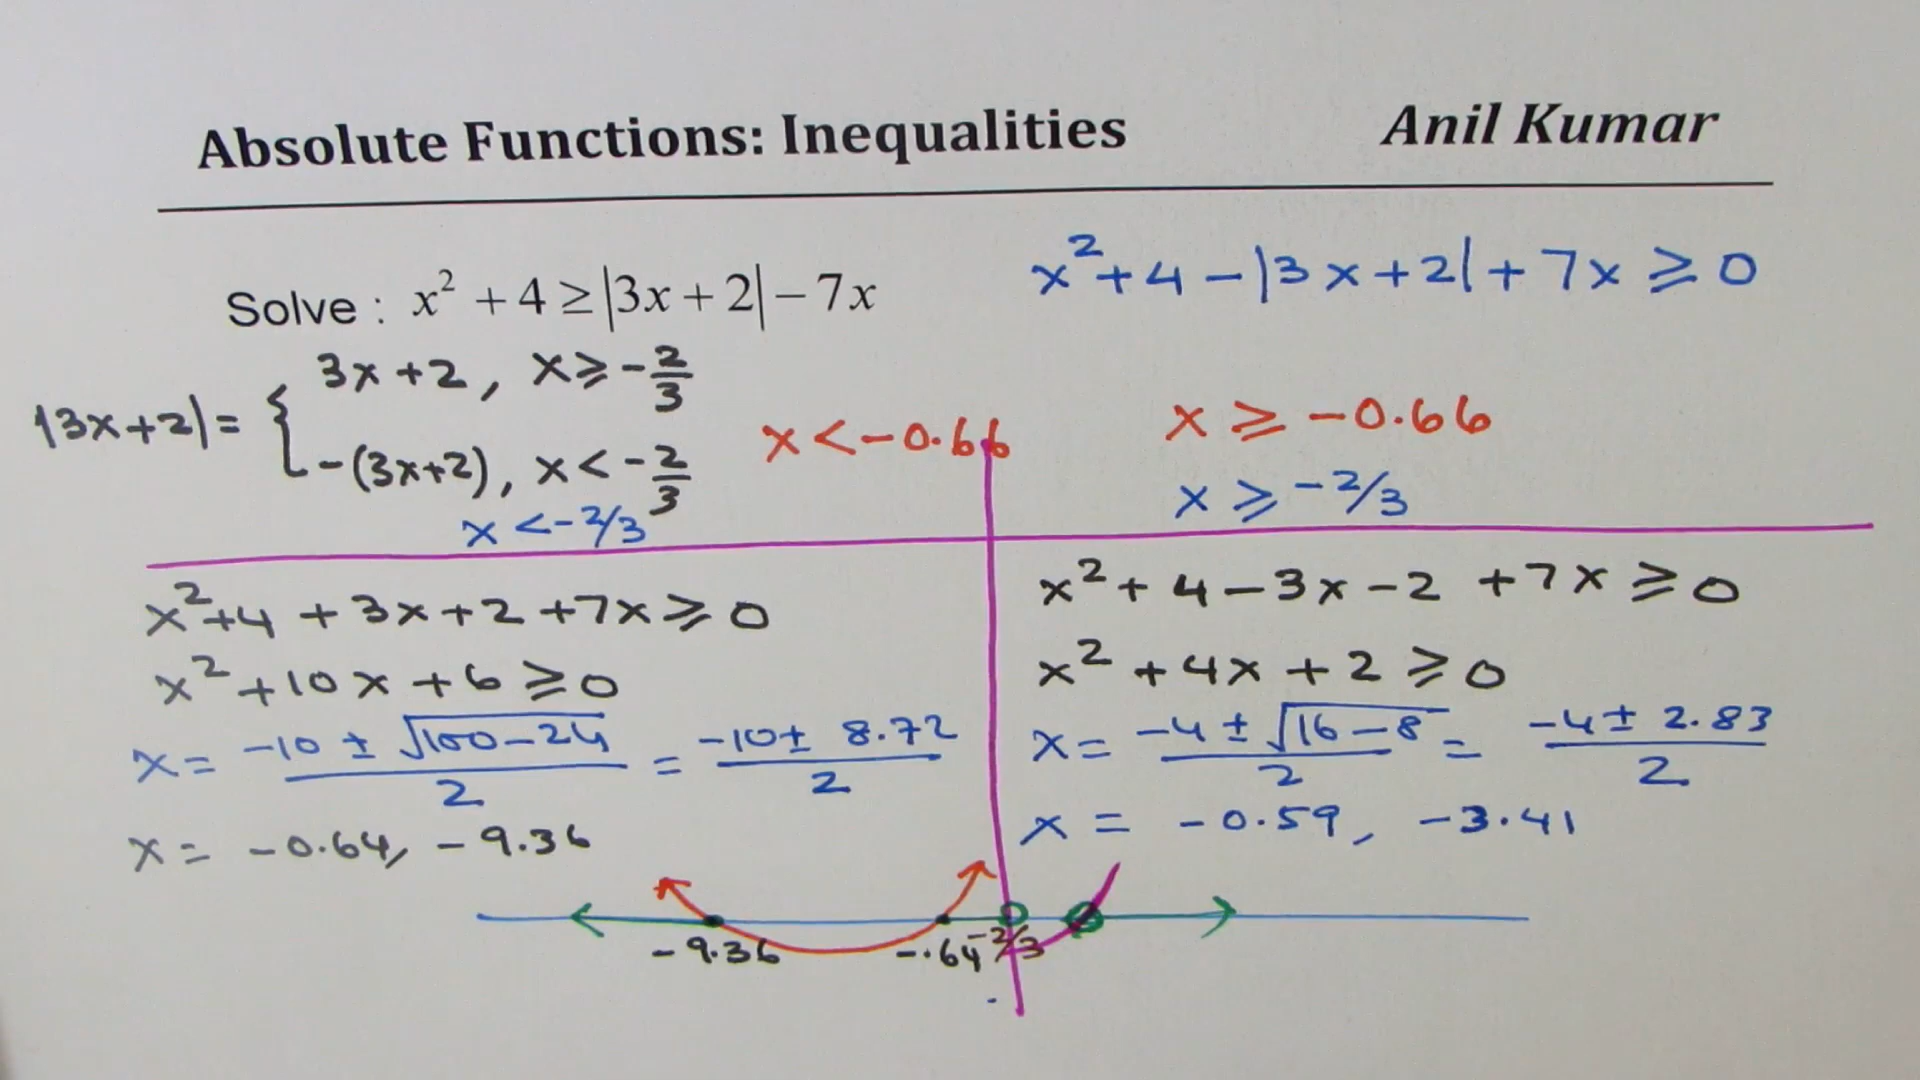 Absolute Functions: Inequalities
Anil Kumar
Solve : x² + 4 ≥ |3x + 2| − 7x
x² + 4 − |3x + 2| + 7x ≥ 0
|3x+2| = { 3x + 2, x ≥ −2/3
−(3x+2), x < −2/3
x < −0.66
x ≥ −0.66
x < −2/3
x ≥ −2/3
x² + 4 + 3x + 2 + 7x ≥ 0
x² + 10x + 6 ≥ 0
x = (−10 ± √(100−24))/2 = (−10 ± 8.72)/2
x = −0.64, −9.36
x² + 4 − 3x − 2 + 7x ≥ 0
x² + 4x + 2 ≥ 0
x = (−4 ± √(16−8))/2 = (−4 ± 2.83)/2
x = −0.59, −3.41
−9.36
−.64
−2/3